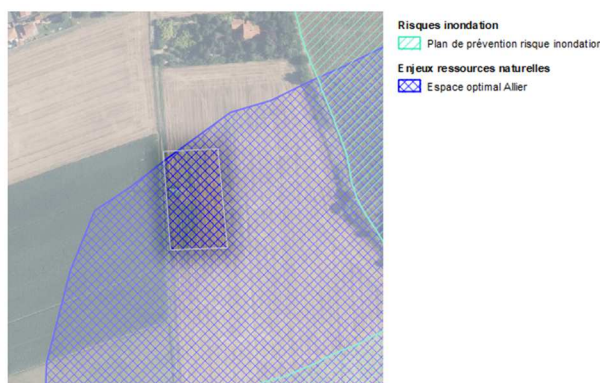 Risques inondation
Plan de prévention risque inondation
Enjeux ressources naturelles
Espace optimal Allier